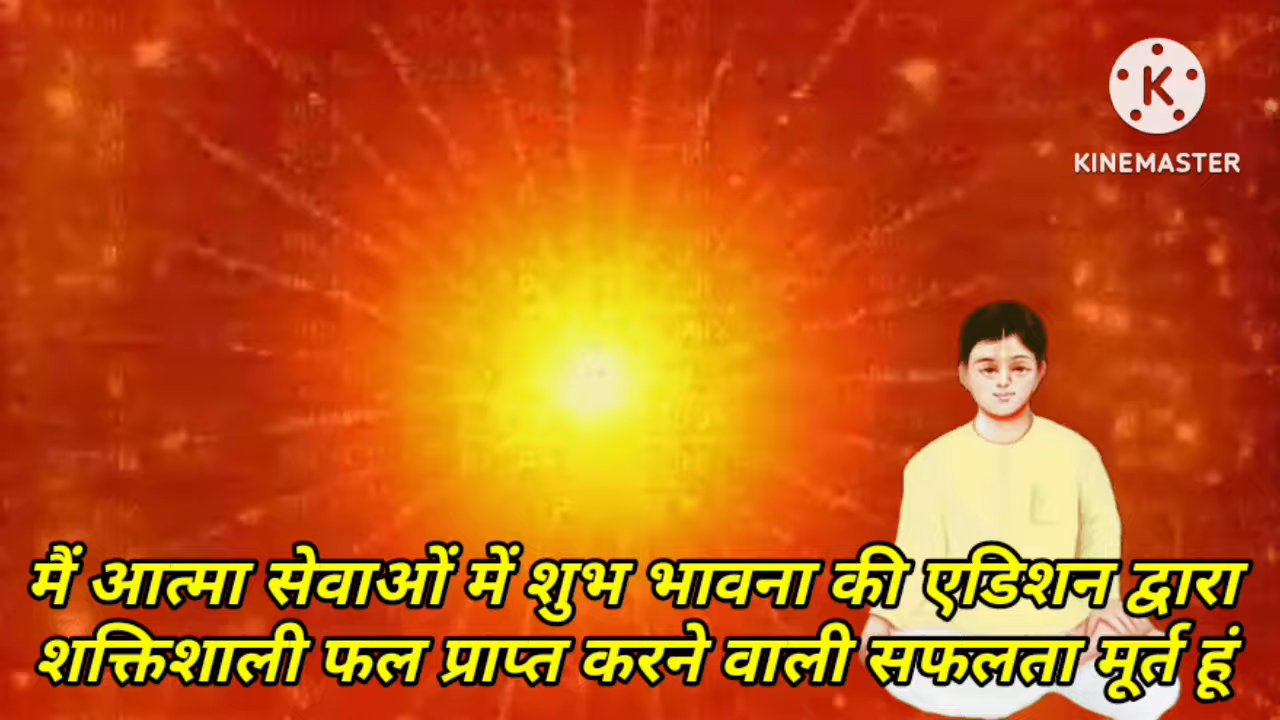 K
KINEMASTER
मैं आत्मा सेवाओं में शुभ भावना की एडिशन द्वारा
शक्तिशाली फल प्राप्त करने वाली सफलता मूर्त हूं